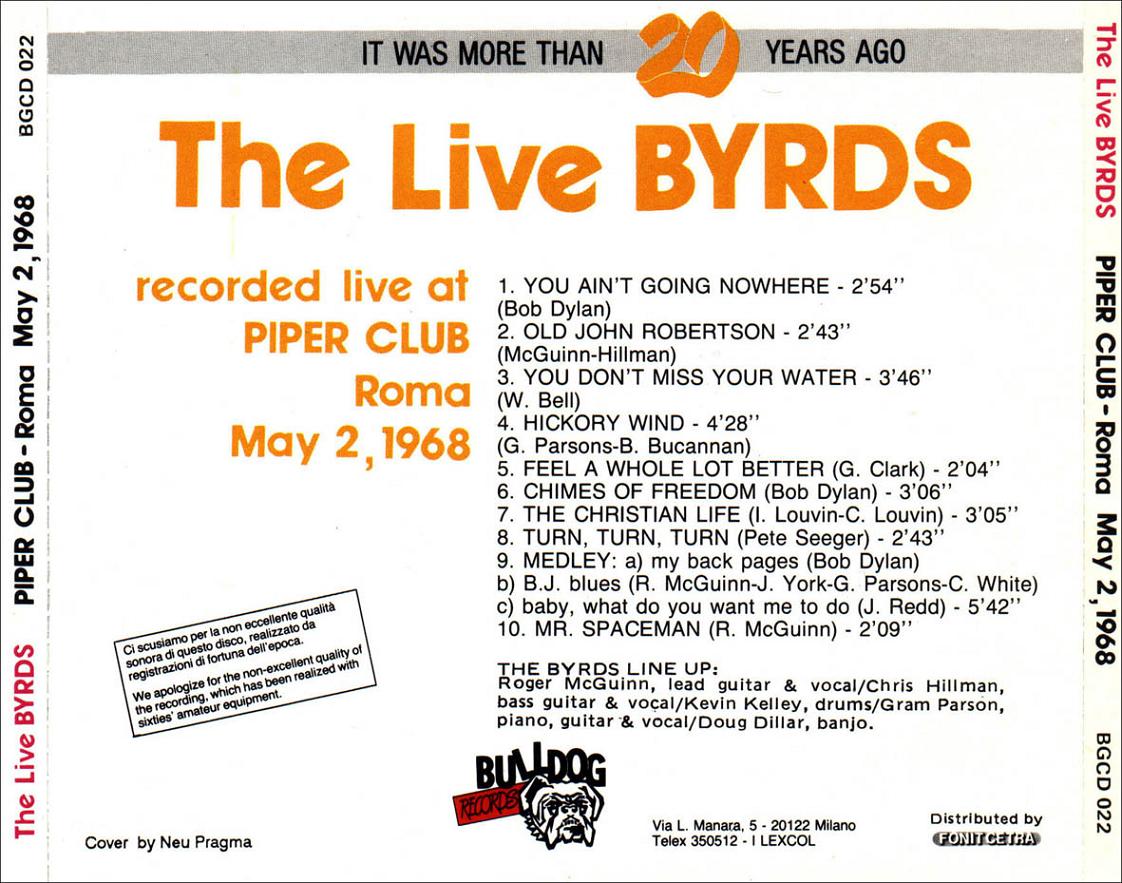 BGCD 022
PIPER CLUB-Roma May 2,1968
The Live BYRDS
IT WAS MORE THAN 20 YEARS AGO
The Live BYRDS
recorded live at
PIPER CLUB
Roma
May 2,1968
1. YOU AIN'T GOING NOWHERE - 2'54''
(Bob Dylan)
2. OLD JOHN ROBERTSON - 2'43''
(McGuinn-Hillman)
3. YOU DON'T MISS YOUR WATER - 3'46''
(W. Bell)
4. HICKORY WIND - 4'28''
(G. Parsons-B. Bucannan)
5. FEEL A WHOLE LOT BETTER (G. Clark) - 2'04''
6. CHIMES OF FREEDOM (Bob Dylan) - 3'06''
7. THE CHRISTIAN LIFE (I. Louvin-C. Louvin) - 3'05''
8. TURN, TURN, TURN (Pete Seeger) - 2'43''
9. MEDLEY: a) my back pages (Bob Dylan)
b) B.J. blues (R. McGuinn-J. York-G. Parsons-C. White)
c) baby, what do you want me to do (J. Redd) - 5'42''
10. MR. SPACEMAN (R. McGuinn) - 2'09''
THE BYRDS LINE UP:
Roger McGuinn, lead guitar & vocal/Chris Hillman,
bass guitar & vocal/Kevin Kelley, drums/Gram Parson,
piano, guitar & vocal/Doug Dillar, banjo.
Ci scusiamo per la non eccellente qualità
sonora di questo disco, realizzato da
registrazioni di fortuna dell'epoca.
We apologize for the non-excellent quality of
the recording, which has been realized with
sixties' amateur equipment.
BULLDOG
RECORDS
Cover by Neu Pragma
Via L. Manara, 5 - 20122 Milano
Telex 350512 - I LEXCOL
Distributed by
FONIT CETRA
The Live BYRDS
PIPER CLUB-Roma May 2,1968
BGCD 022